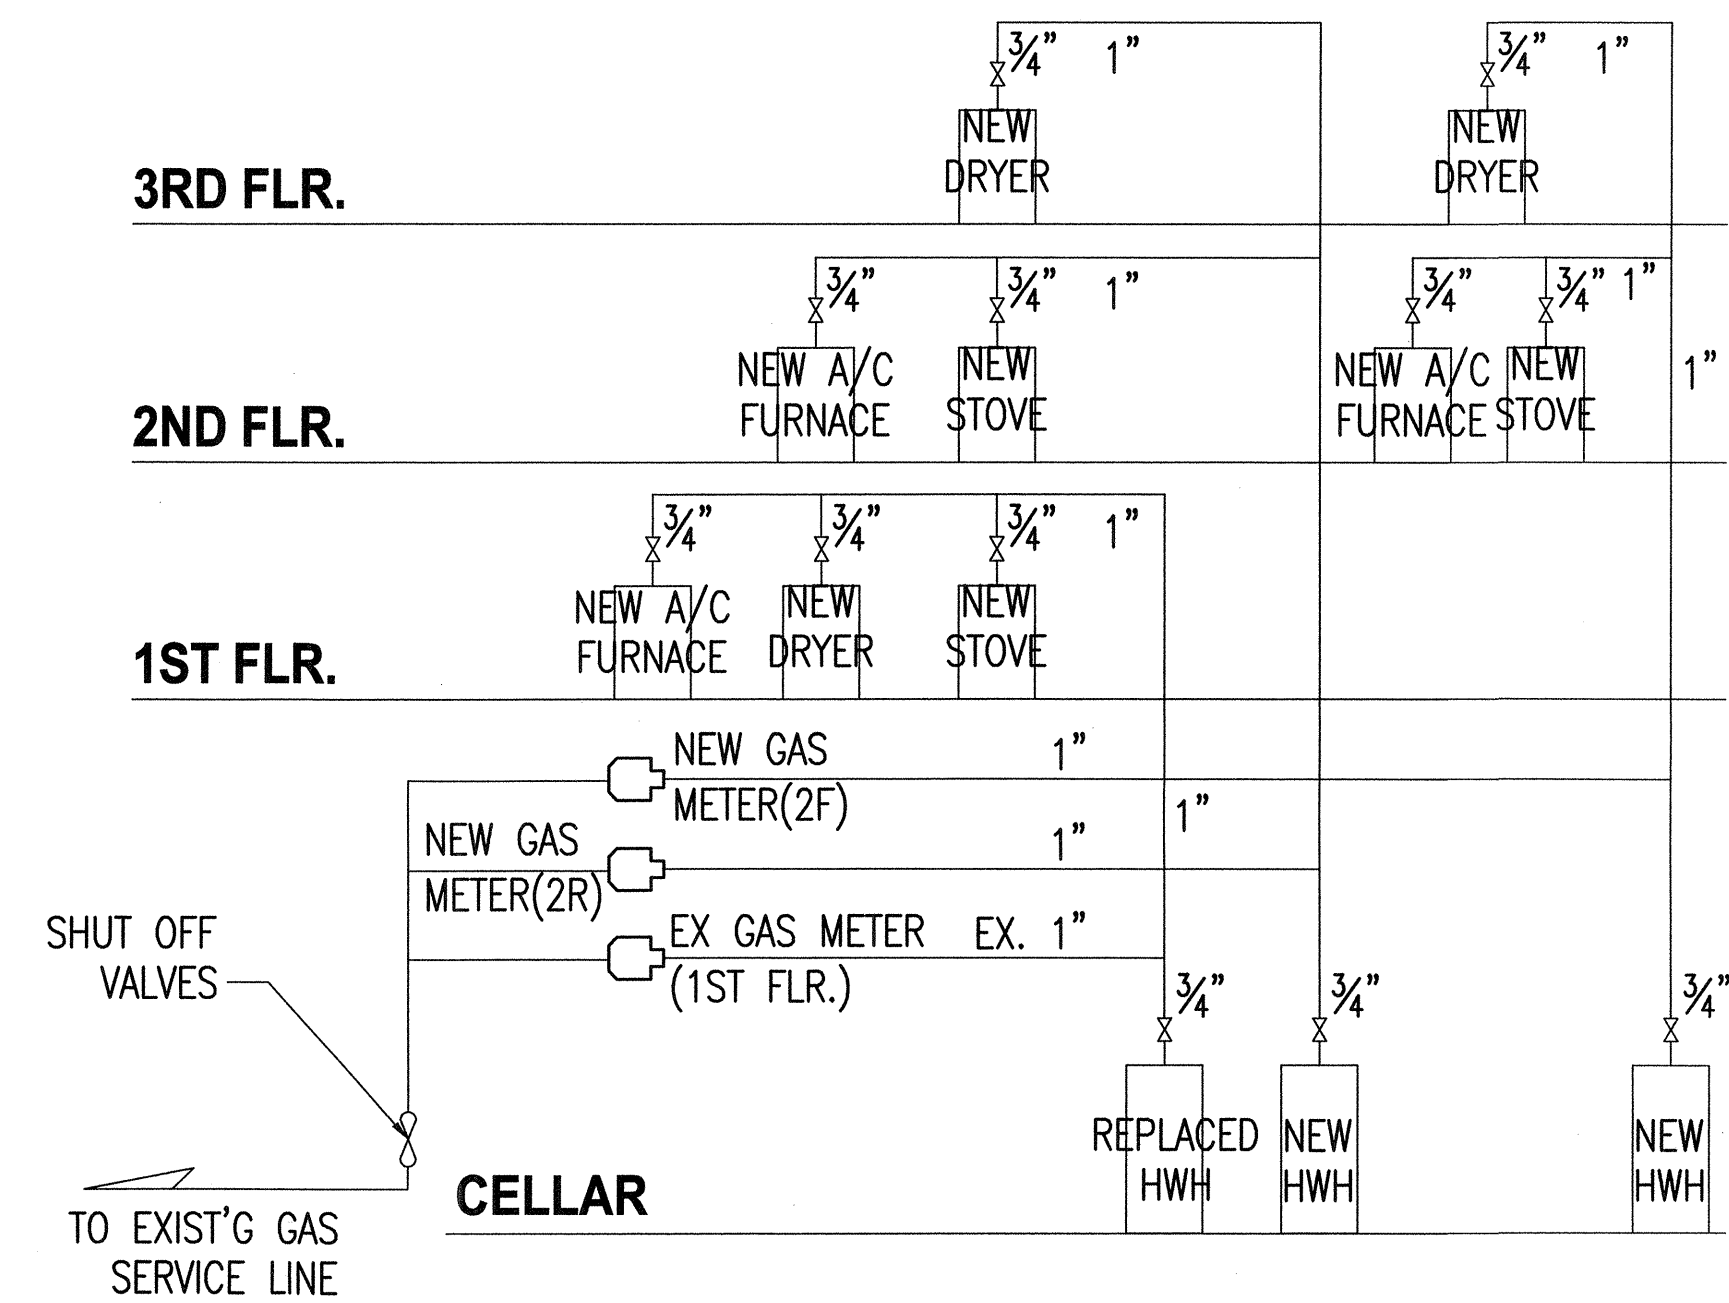 3/4" 1" 3/4" 1"
NEW NEW
DRYER DRYER
3RD FLR.
3/4" 3/4" 1" 3/4" 3/4" 1"
NEW A/C NEW NEW A/C NEW 1"
FURNACE STOVE FURNACE STOVE
2ND FLR.
3/4" 3/4" 3/4" 1"
NEW A/C NEW NEW
FURNACE DRYER STOVE
1ST FLR.
NEW GAS 1"
METER(2F) 1"
NEW GAS 1"
METER(2R)
EX GAS METER EX. 1"
(1ST FLR.)
SHUT OFF
VALVES
3/4" 3/4" 3/4"
REPLACED NEW NEW
HWH HWH HWH
CELLAR
TO EXIST'G GAS
SERVICE LINE